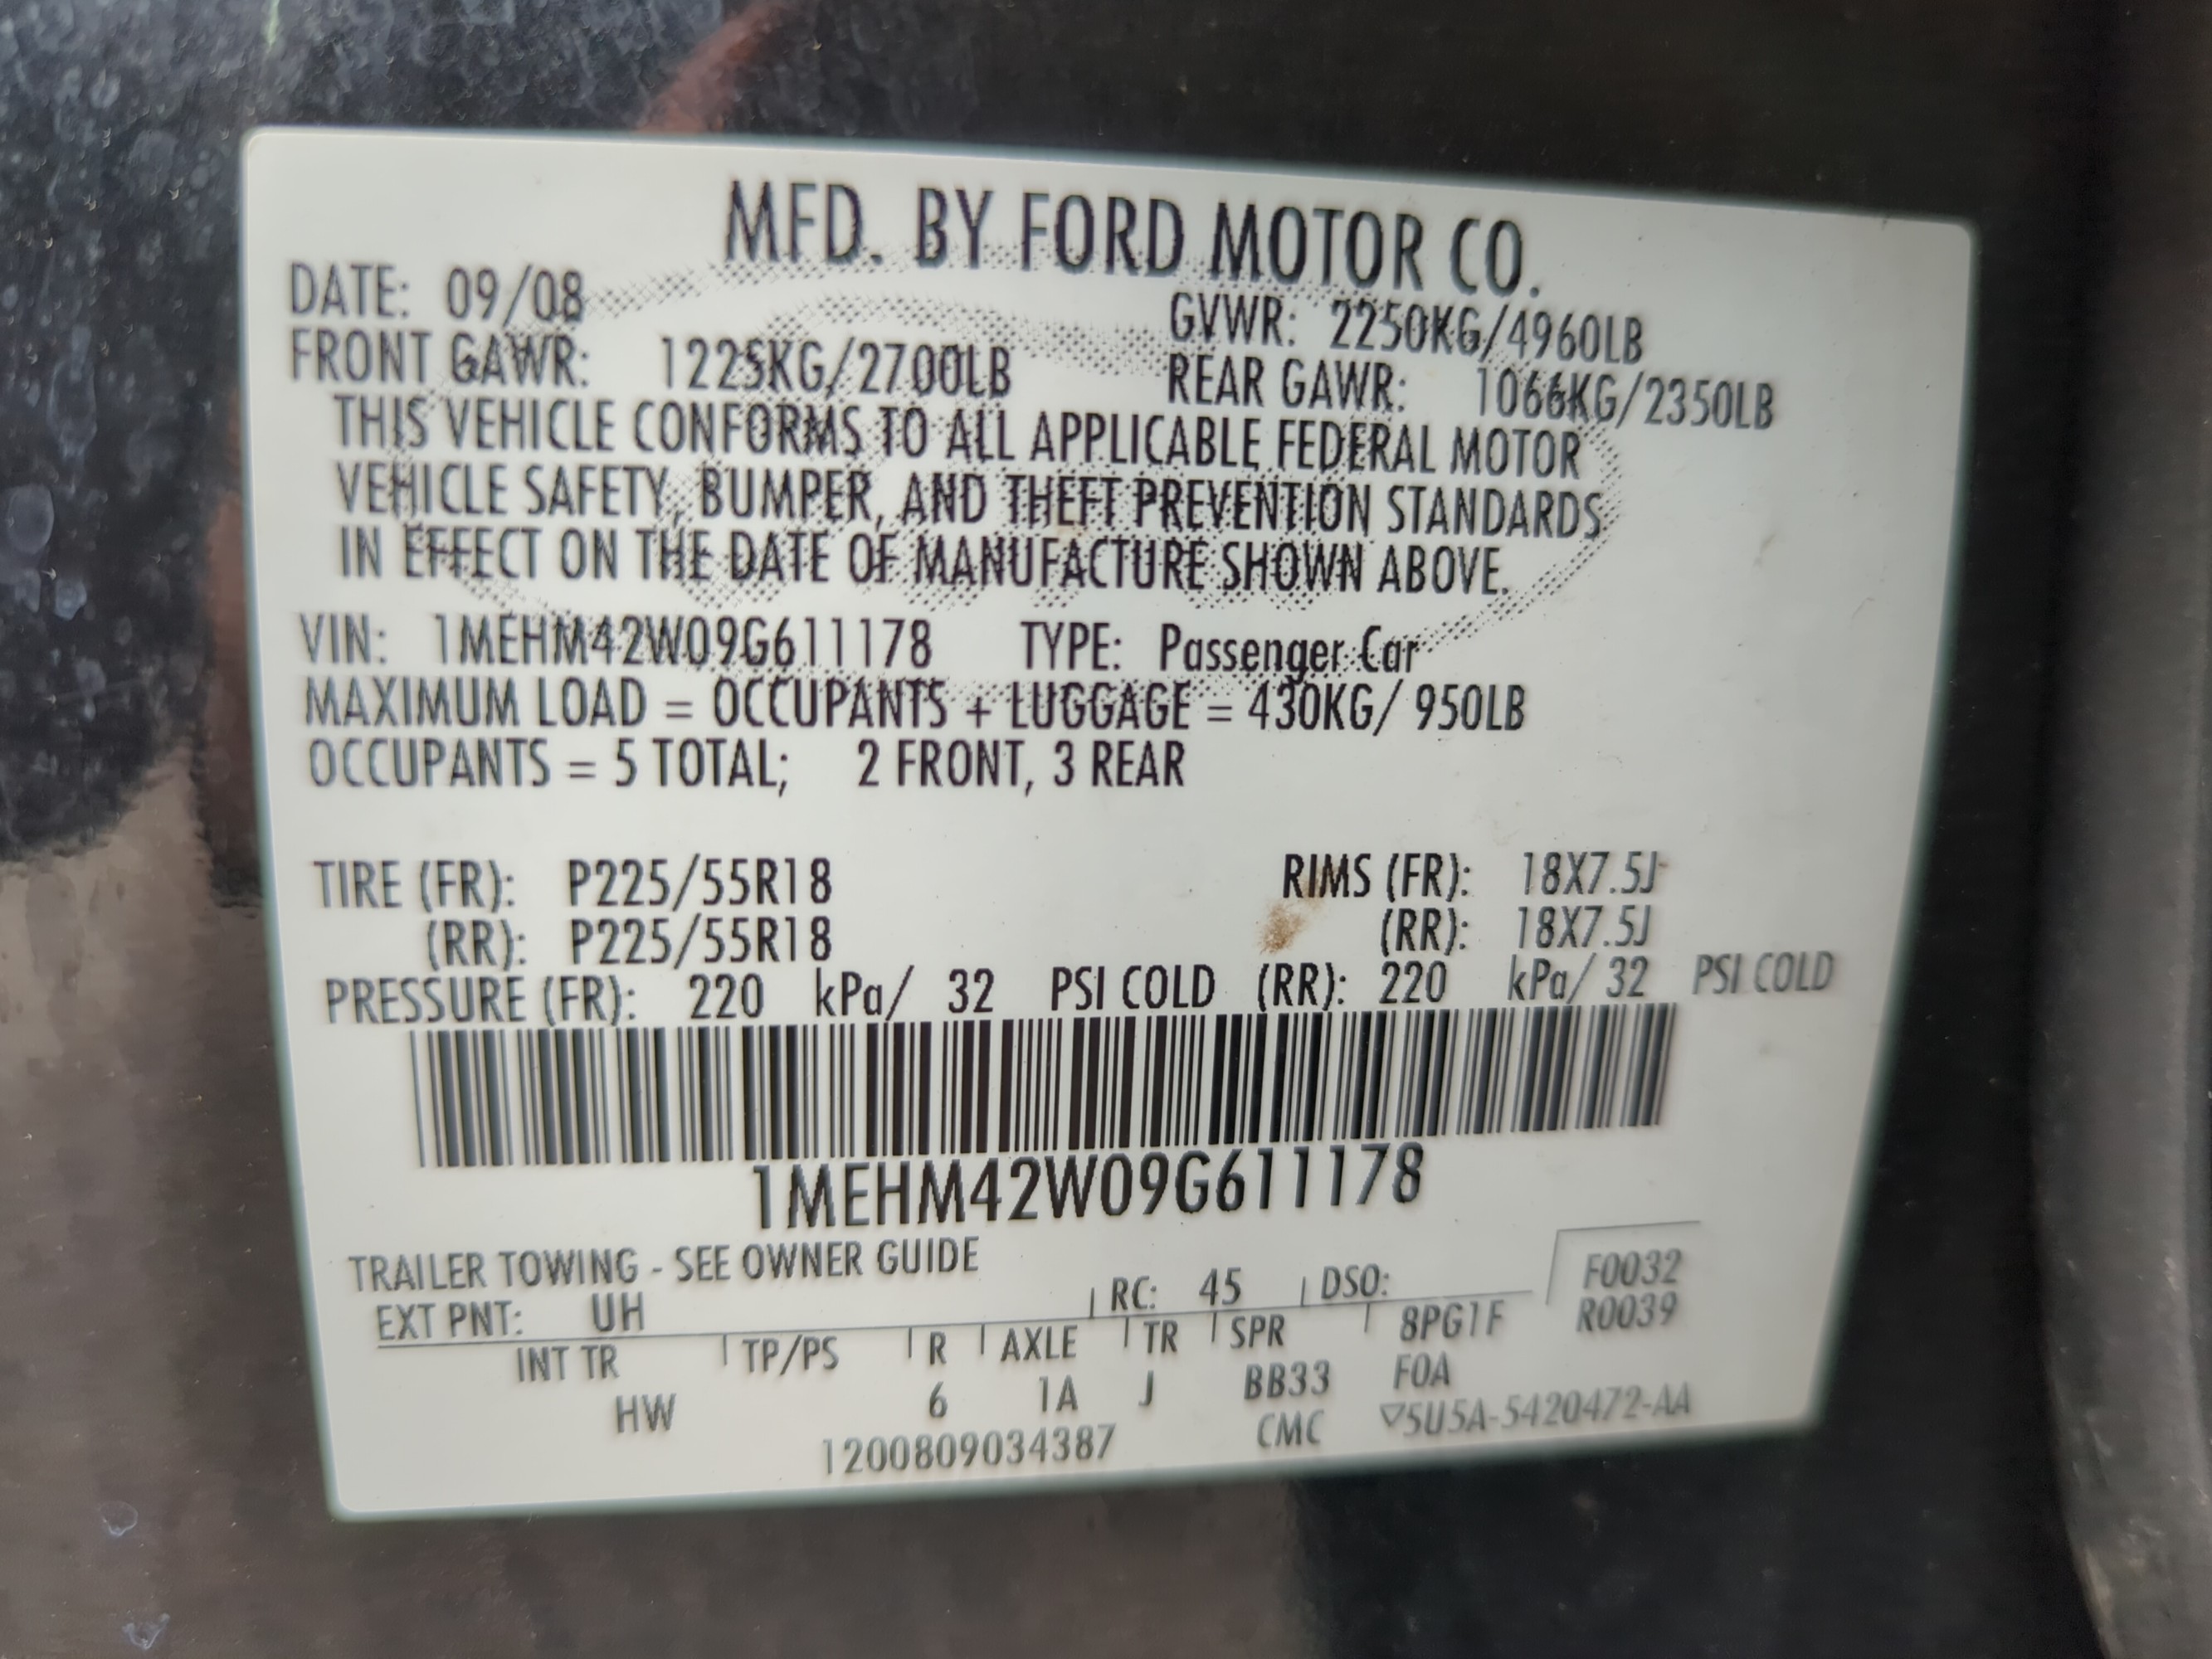 MFD. BY FORD MOTOR CO.
DATE: 09/08 GVWR: 2250KG/4960LB
FRONT GAWR: 1225KG/2700LB REAR GAWR: 1066KG/2350LB
THIS VEHICLE CONFORMS TO ALL APPLICABLE FEDERAL MOTOR
VEHICLE SAFETY, BUMPER, AND THEFT PREVENTION STANDARDS
IN EFFECT ON THE DATE OF MANUFACTURE SHOWN ABOVE.
VIN: 1MEHM42W09G611178 TYPE: Passenger Car
MAXIMUM LOAD = OCCUPANTS + LUGGAGE = 430KG/ 950LB
OCCUPANTS = 5 TOTAL; 2 FRONT, 3 REAR
TIRE (FR): P225/55R18 RIMS (FR): 18X7.5J
(RR): P225/55R18 (RR): 18X7.5J
PRESSURE (FR): 220 kPa/ 32 PSI COLD (RR): 220 kPa/ 32 PSI COLD
1MEHM42W09G611178
TRAILER TOWING - SEE OWNER GUIDE
EXT PNT: UH RC: 45 DSO: F0032
INT TR TP/PS R AXLE TR SPR 8PG1F R0039
HW 6 1A J BB33 F0A
1200809034387 CMC ▽5U5A-5420472-AA